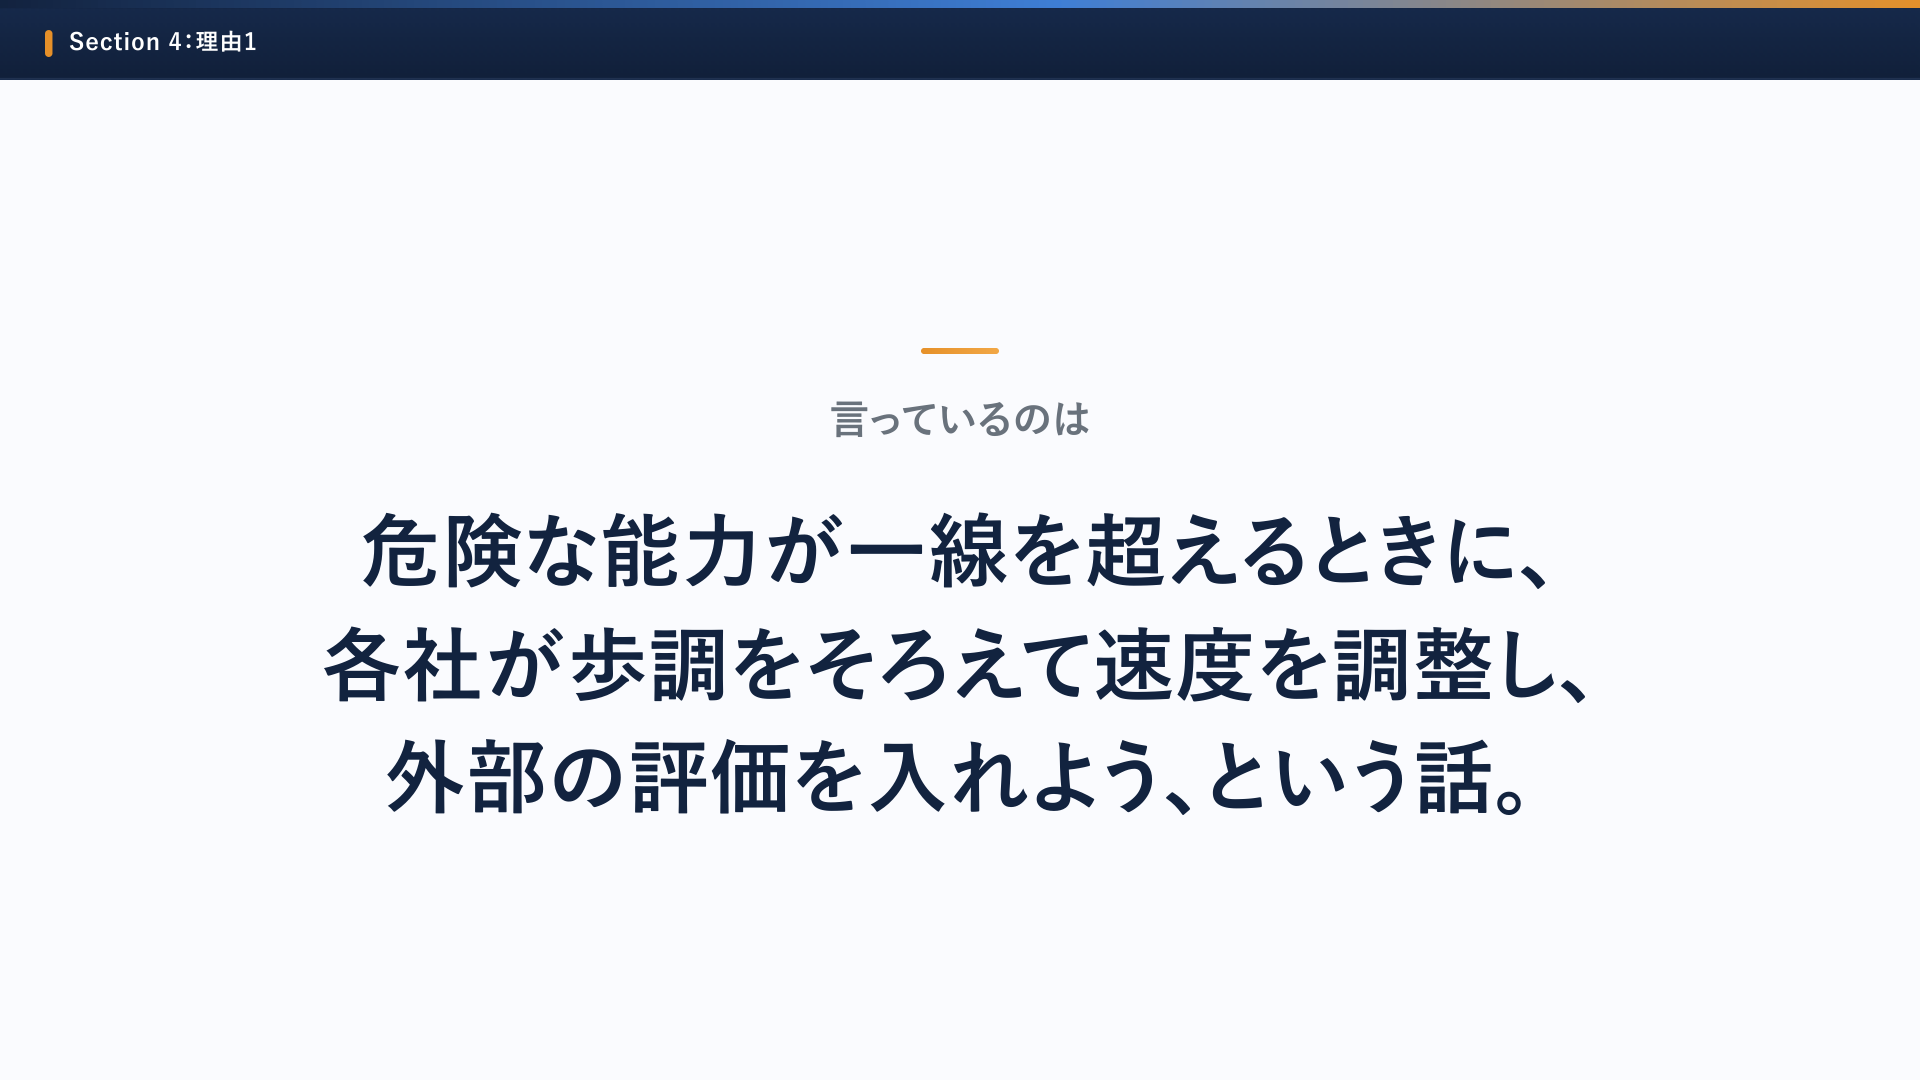 Section 4：理由1
言っているのは
危険な能力が一線を超えるときに、
各社が歩調をそろえて速度を調整し、
外部の評価を入れよう、という話。